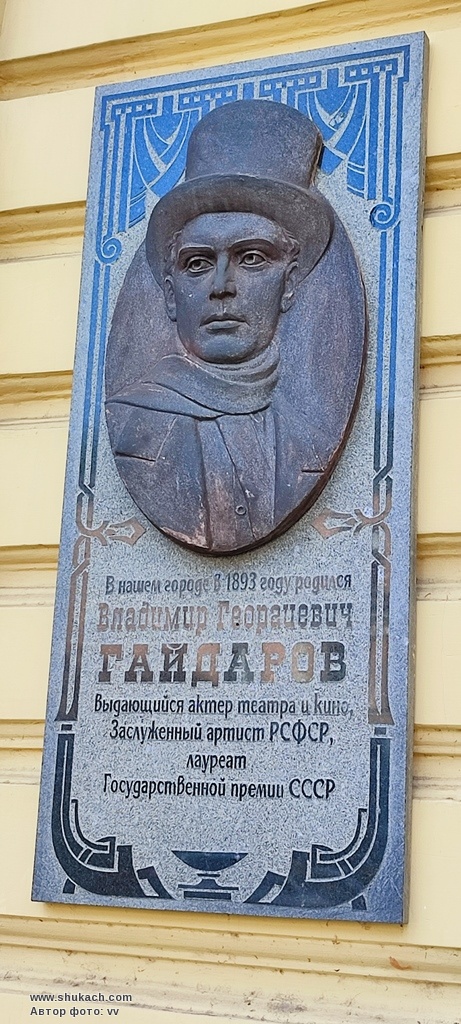 В нашем городе в 1893 году родился
Владимир Георгиевич
ГАЙДАРОВ
Выдающийся актер театра и кино,
Заслуженный артист РСФСР,
лауреат
Государственной премии СССР
www.shukach.com
Автор фото: vv